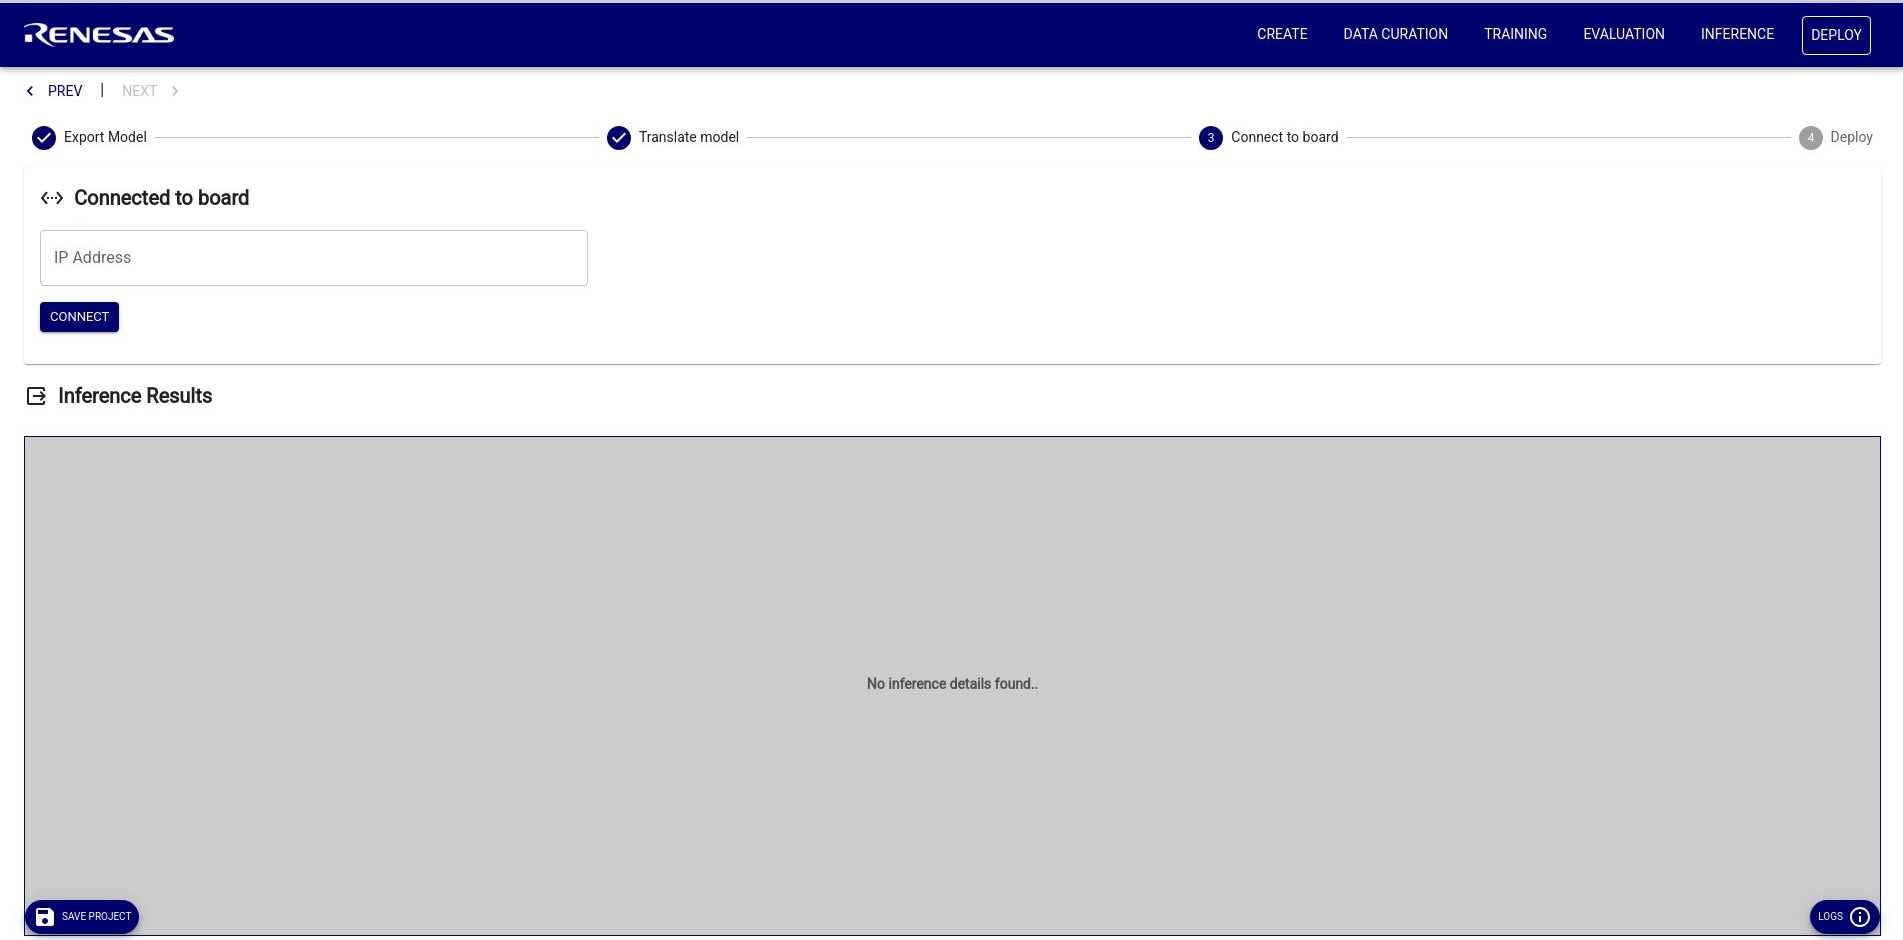 RENESAS
CREATE DATA CURATION TRAINING EVALUATION INFERENCE DEPLOY
PREV | NEXT
Export Model Translate model 3 Connect to board 4 Deploy
Connected to board
IP Address
CONNECT
Inference Results
No inference details found..
SAVE PROJECT LOGS